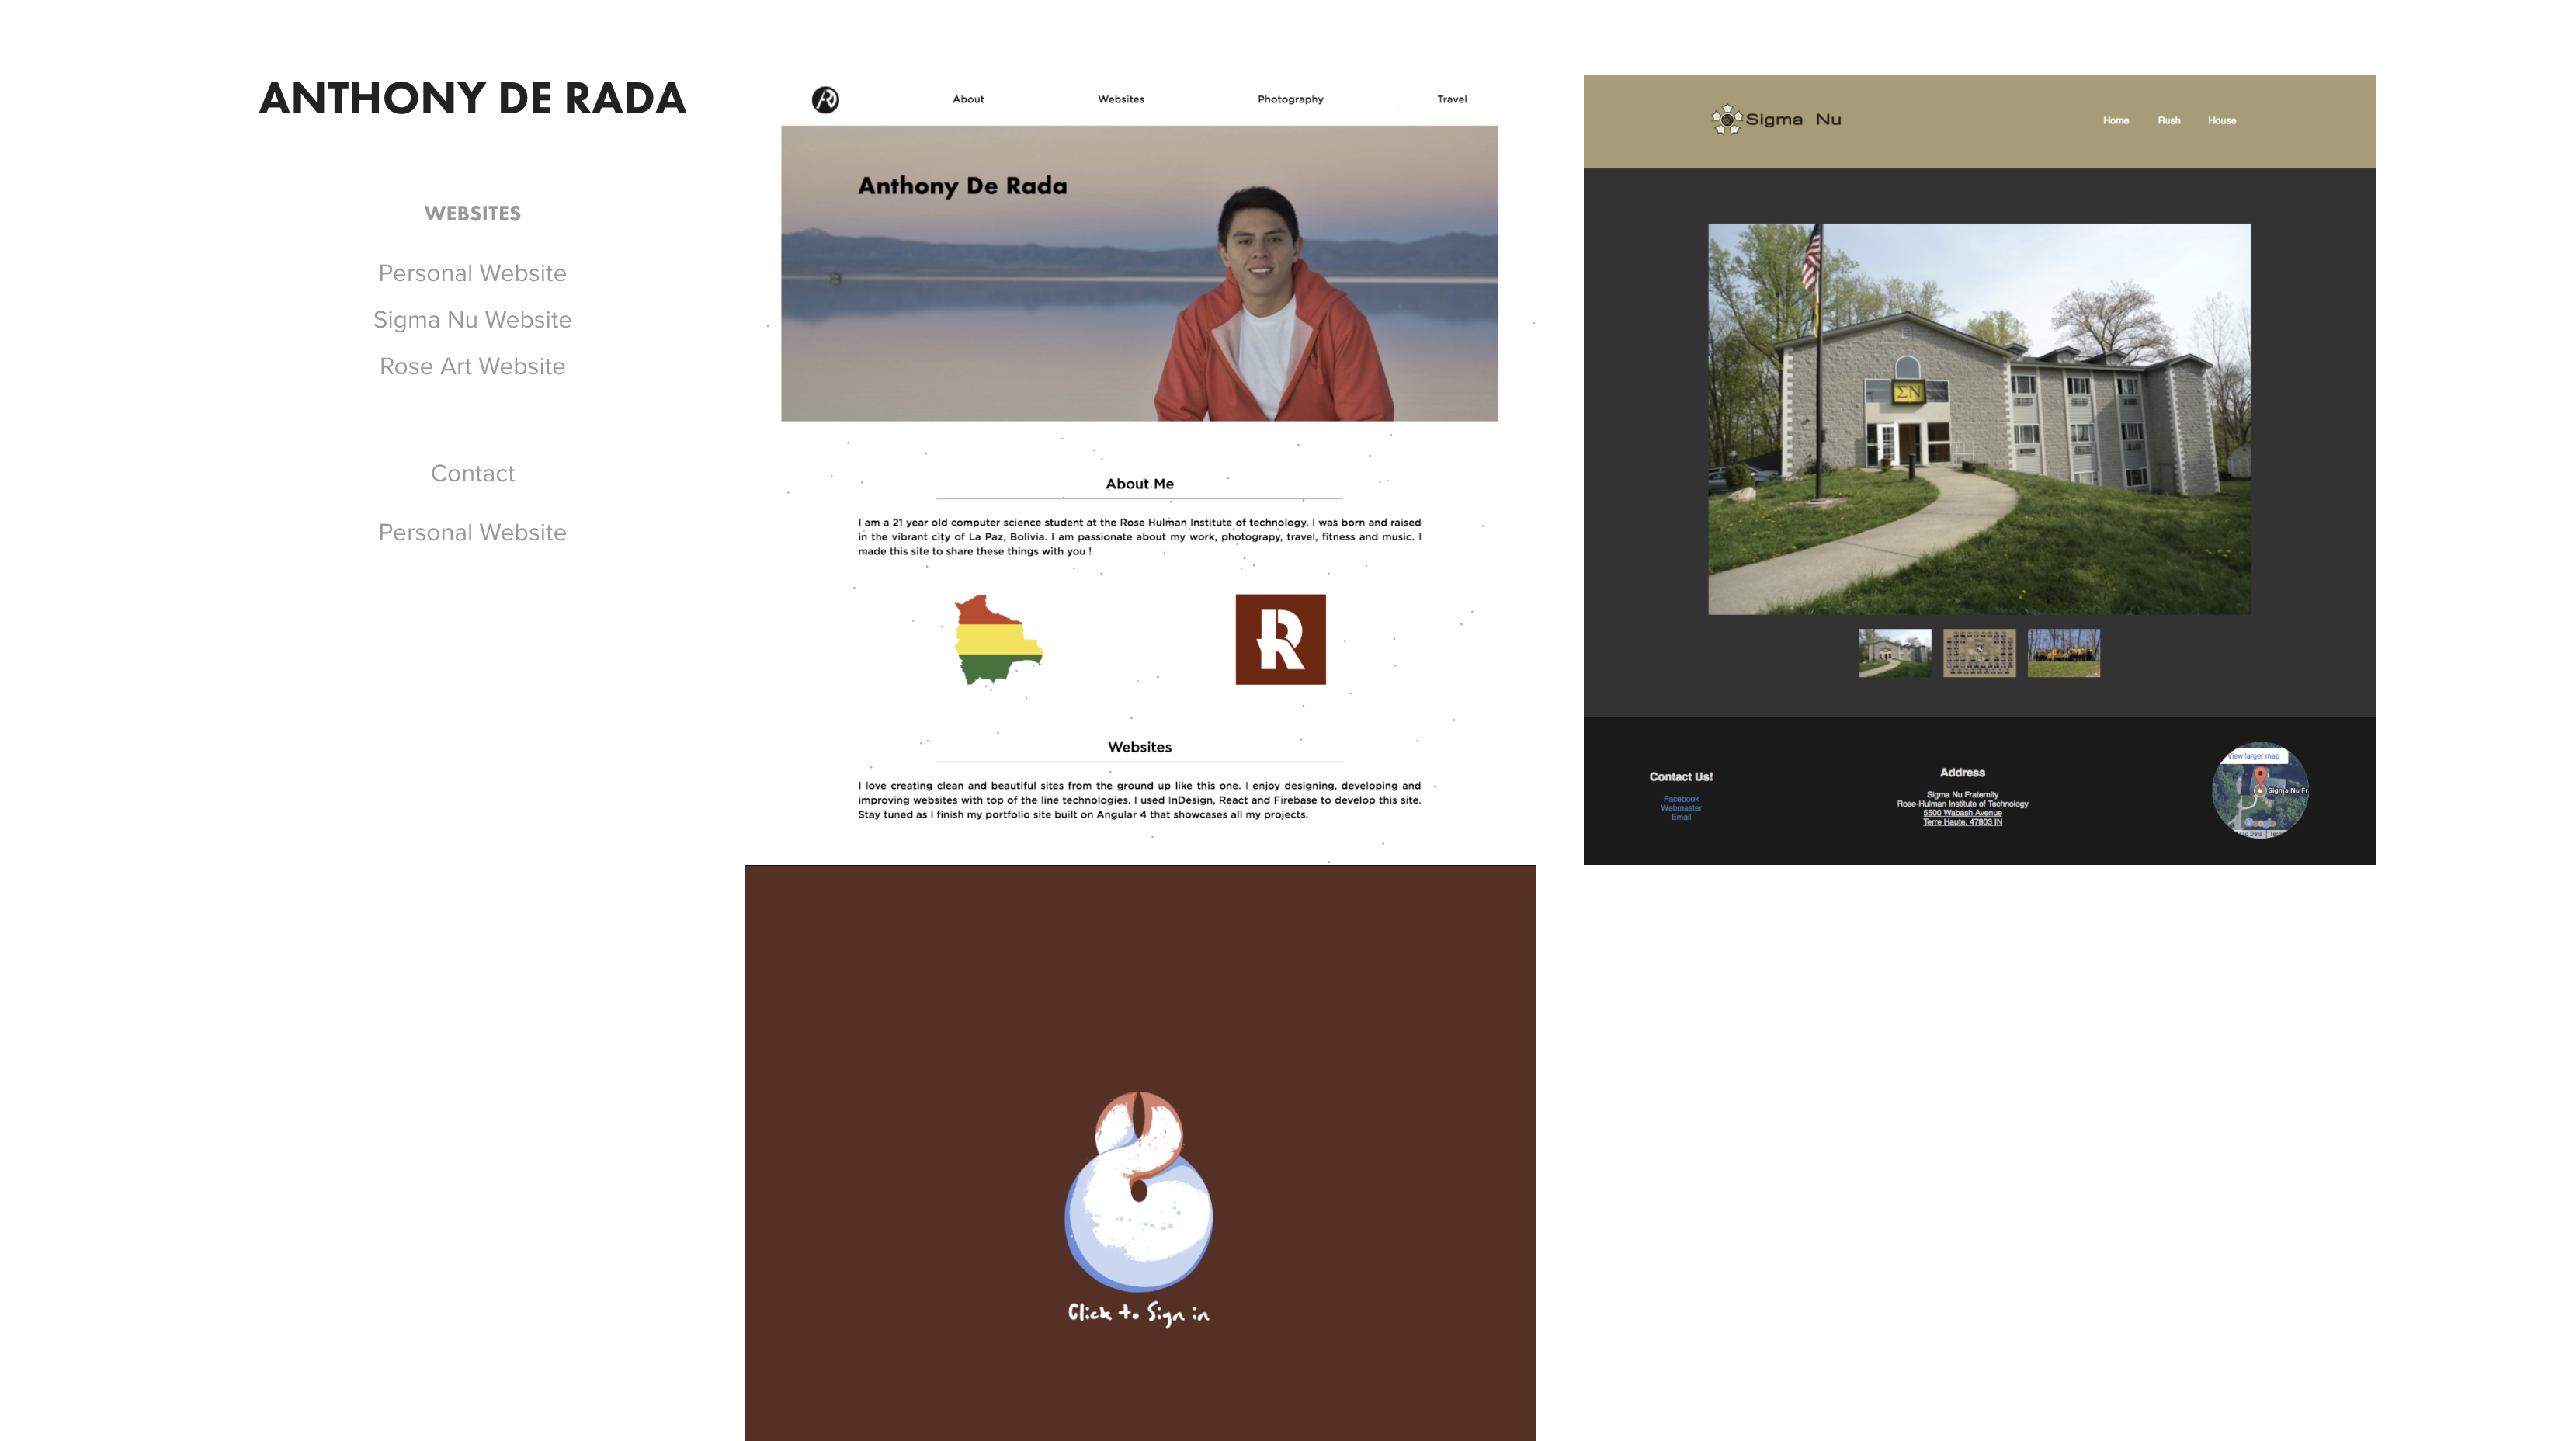 ANTHONY DE RADA
WEBSITES
Personal Website
Sigma Nu Website
Rose Art Website
Contact
Personal Website
About
Websites
Photography
Travel
Anthony De Rada
About Me
I am a 21 year old computer science student at the Rose Hulman Institute of technology. I was born and raised
in the vibrant city of La Paz, Bolivia. I am passionate about my work, photograpy, travel, fitness and music. I
made this site to share these things with you !
R
Websites
I love creating clean and beautiful sites from the ground up like this one. I enjoy designing, developing and
improving websites with top of the line technologies. I used InDesign, React and Firebase to develop this site.
Stay tuned as I finish my portfolio site built on Angular 4 that showcases all my projects.
Sigma Nu
Home
Rush
House
ΣΝ
Contact Us!
Facebook
Webmaster
Email
Address
Sigma Nu Fraternity
Rose-Hulman Institute of Technology
5500 Wabash Avenue
Terre Haute, 47803 IN
View larger map
Sigma Nu Fr
Click to Sign in